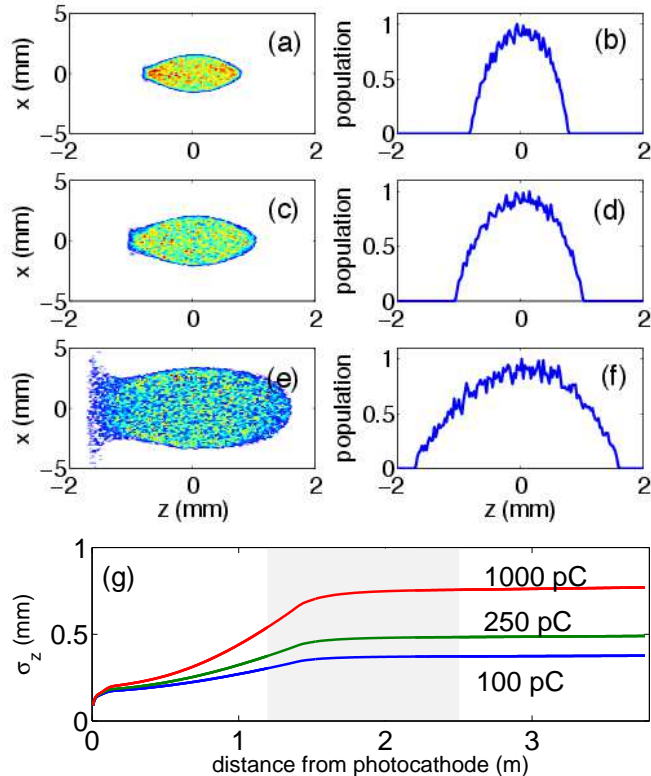 5
0
−5
x (mm)
(a)
−2
0
2
1
0.5
0
population
(b)
−2
0
2
5
0
−5
x (mm)
(c)
−2
0
2
1
0.5
0
population
(d)
−2
0
2
5
0
−5
x (mm)
(e)
−2
0
2
z (mm)
1
0.5
0
population
(f)
−2
0
2
z (mm)
(g)
1
0.5
0
σz (mm)
1000 pC
250 pC
100 pC
0
1
2
3
distance from photocathode (m)